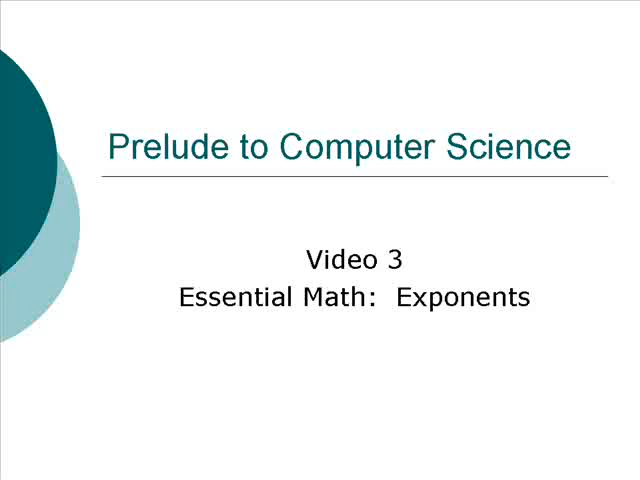 Prelude to Computer Science
Video 3
Essential Math:  Exponents